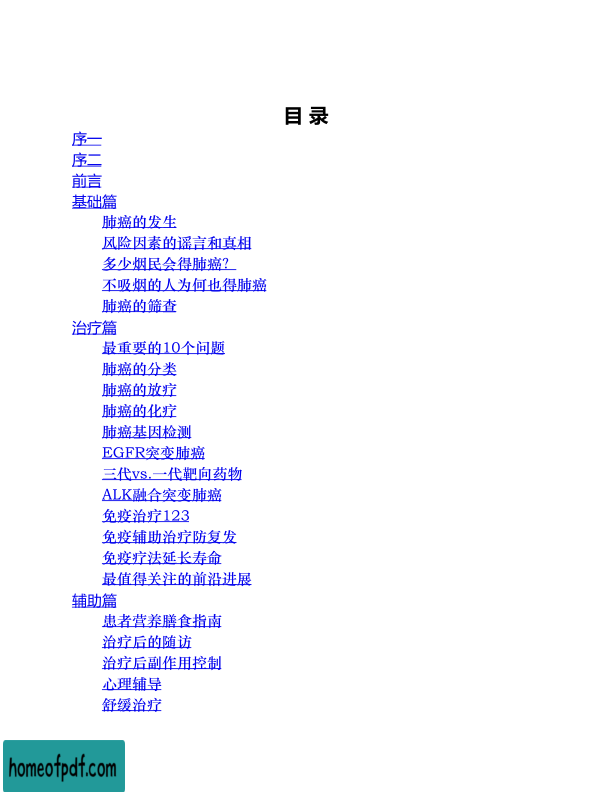 目 录
序一
序二
前言
基础篇
肺癌的发生
风险因素的谣言和真相
多少烟民会得肺癌？
不吸烟的人为何也得肺癌
肺癌的筛查
治疗篇
最重要的10个问题
肺癌的分类
肺癌的放疗
肺癌的化疗
肺癌基因检测
EGFR突变肺癌
三代vs.一代靶向药物
ALK融合突变肺癌
免疫治疗123
免疫辅助治疗防复发
免疫疗法延长寿命
最值得关注的前沿进展
辅助篇
患者营养膳食指南
治疗后的随访
治疗后副作用控制
心理辅导
舒缓治疗
homeofpdf.com